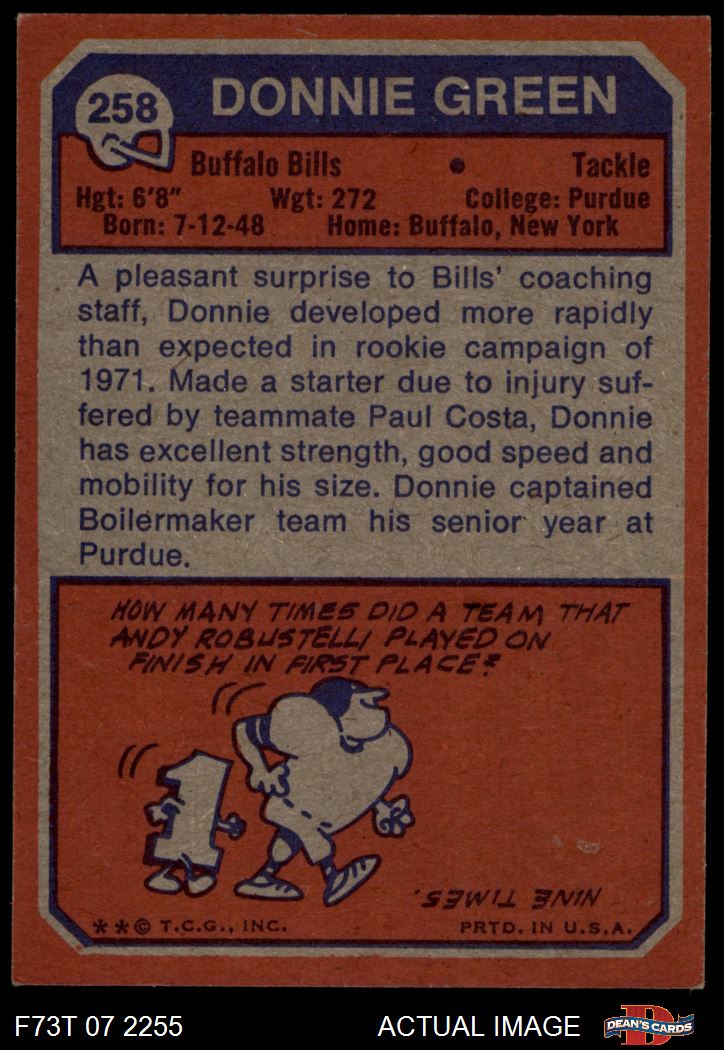 258 DONNIE GREEN
Buffalo Bills • Tackle
Hgt: 6'8" Wgt: 272 College: Purdue
Born: 7-12-48 Home: Buffalo, New York
A pleasant surprise to Bills' coaching
staff, Donnie developed more rapidly
than expected in rookie campaign of
1971. Made a starter due to injury suf-
fered by teammate Paul Costa, Donnie
has excellent strength, good speed and
mobility for his size. Donnie captained
Boilermaker team his senior year at
Purdue.
HOW MANY TIMES DID A TEAM THAT
ANDY ROBUSTELLI PLAYED ON
FINISH IN FIRST PLACE?
1
NINE TIMES.
**© T.C.G., INC. PRTD. IN U.S.A.
F73T 07 2255 ACTUAL IMAGE D DEAN'S CARDS